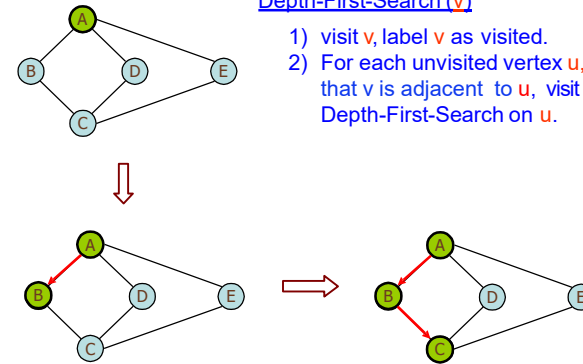 Depth-First-Search(v)
1) visit v, label v as visited.
2) For each unvisited vertex u,
that v is adjacent to u, visit
Depth-First-Search on u.
A
B
D
E
C
A
B
D
E
C
A
B
D
E
C